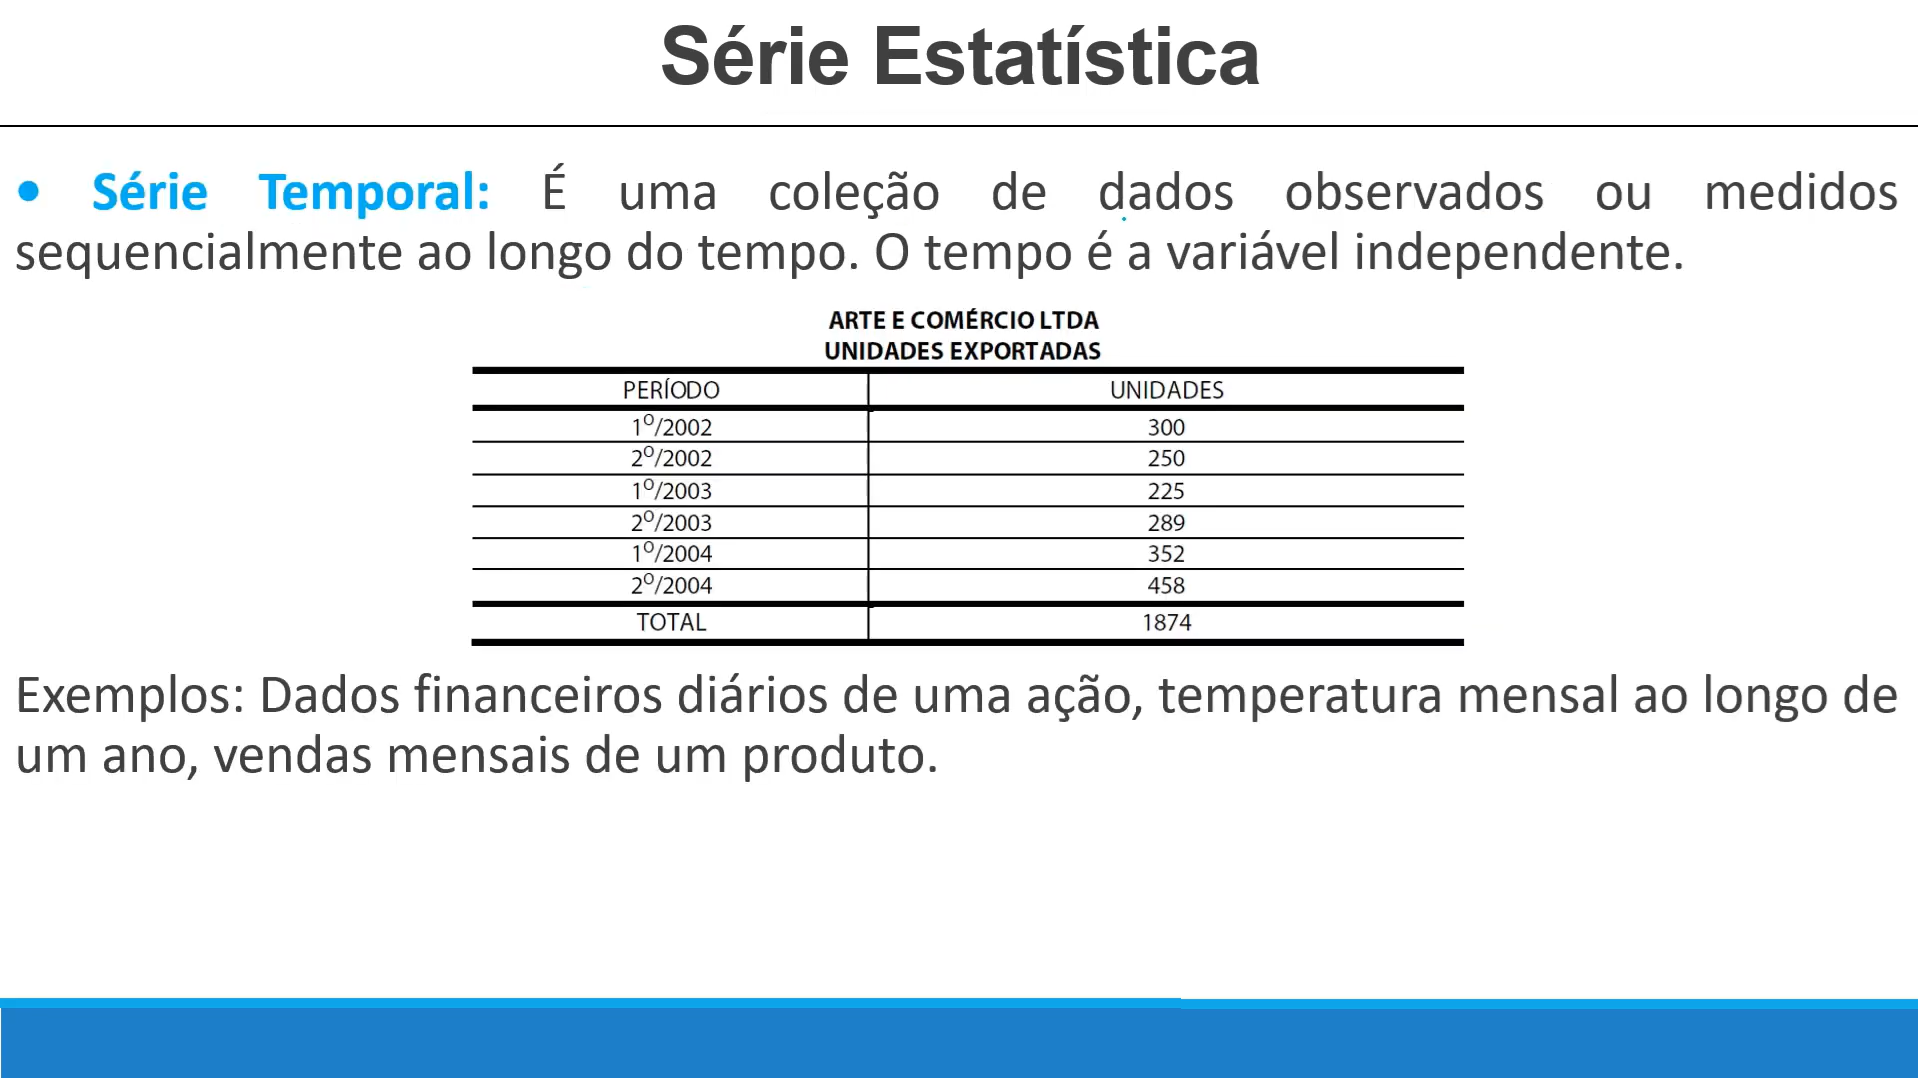 Série Estatística
• Série Temporal: É uma coleção de dados observados ou medidos
sequencialmente ao longo do tempo. O tempo é a variável independente.
ARTE E COMÉRCIO LTDA
UNIDADES EXPORTADAS
PERÍODO UNIDADES
1º/2002 300
2º/2002 250
1º/2003 225
2º/2003 289
1º/2004 352
2º/2004 458
TOTAL 1874
Exemplos: Dados financeiros diários de uma ação, temperatura mensal ao longo de
um ano, vendas mensais de um produto.